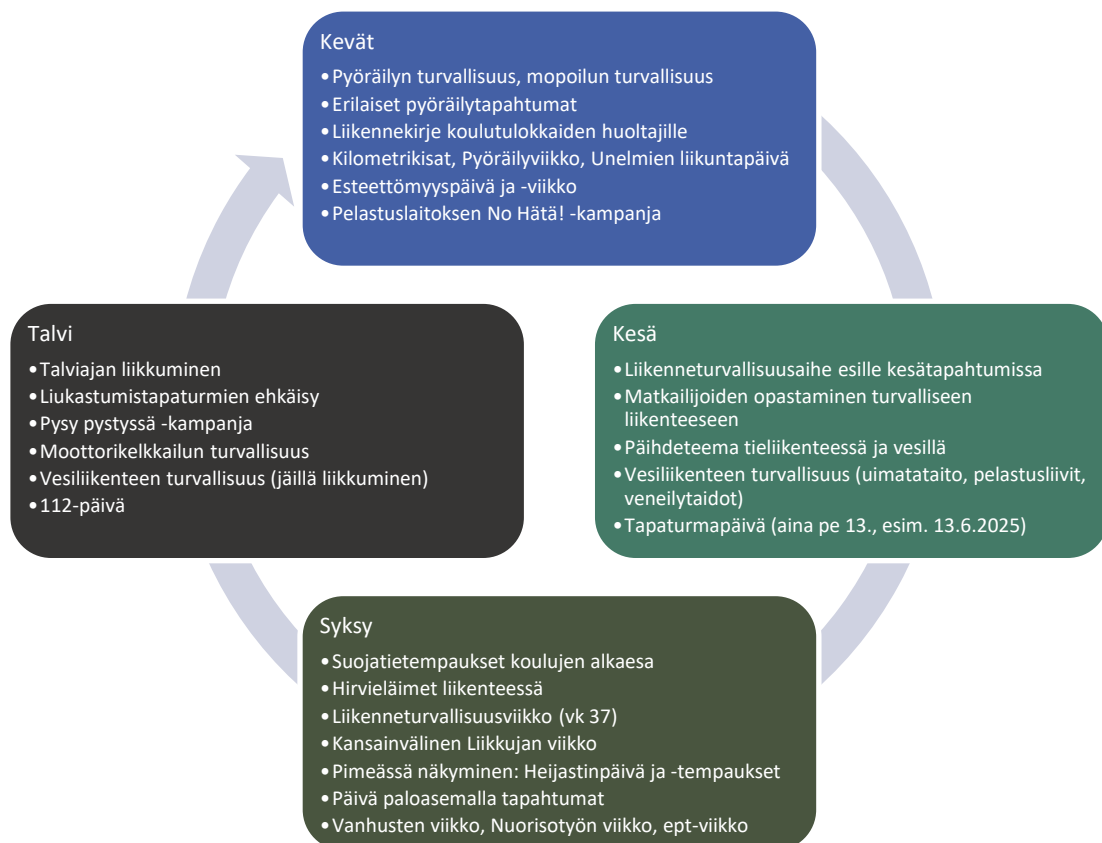 Kevät
•Pyöräilyn turvallisuus, mopoilun turvallisuus
•Erilaiset pyöräilytapahtumat
•Liikennekirje koulutulokkaiden huoltajille
•Kilometrikisat, Pyöräilyviikko, Unelmien liikuntapäivä
•Esteettömyyspäivä ja -viikko
•Pelastuslaitoksen No Hätä! -kampanja
Kesä
•Liikenneturvallisuusaihe esille kesätapahtumissa
•Matkailijoiden opastaminen turvalliseen
liikenteeseen
•Päihdeteema tieliikenteessä ja vesillä
•Vesiliikenteen turvallisuus (uimatataito, pelastusliivit,
veneilytaidot)
•Tapaturmapäivä (aina pe 13., esim. 13.6.2025)
Syksy
•Suojatietempaukset koulujen alkaesa
•Hirvieläimet liikenteessä
•Liikenneturvallisuusviikko (vk 37)
•Kansainvälinen Liikkujan viikko
•Pimeässä näkyminen: Heijastinpäivä ja -tempaukset
•Päivä paloasemalla tapahtumat
•Vanhusten viikko, Nuorisotyön viikko, ept-viikko
Talvi
•Talviajan liikkuminen
•Liukastumistapaturmien ehkäisy
•Pysy pystyssä -kampanja
•Moottorikelkkailun turvallisuus
•Vesiliikenteen turvallisuus (jäillä liikkuminen)
•112-päivä